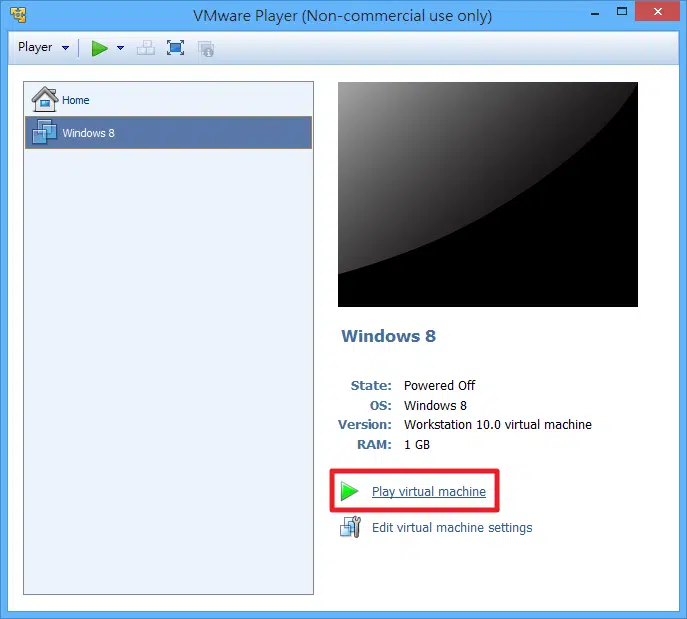 VMware Player (Non-commercial use only)
Player
Home
Windows 8
Windows 8
State: Powered Off
OS: Windows 8
Version: Workstation 10.0 virtual machine
RAM: 1 GB
Play virtual machine
Edit virtual machine settings